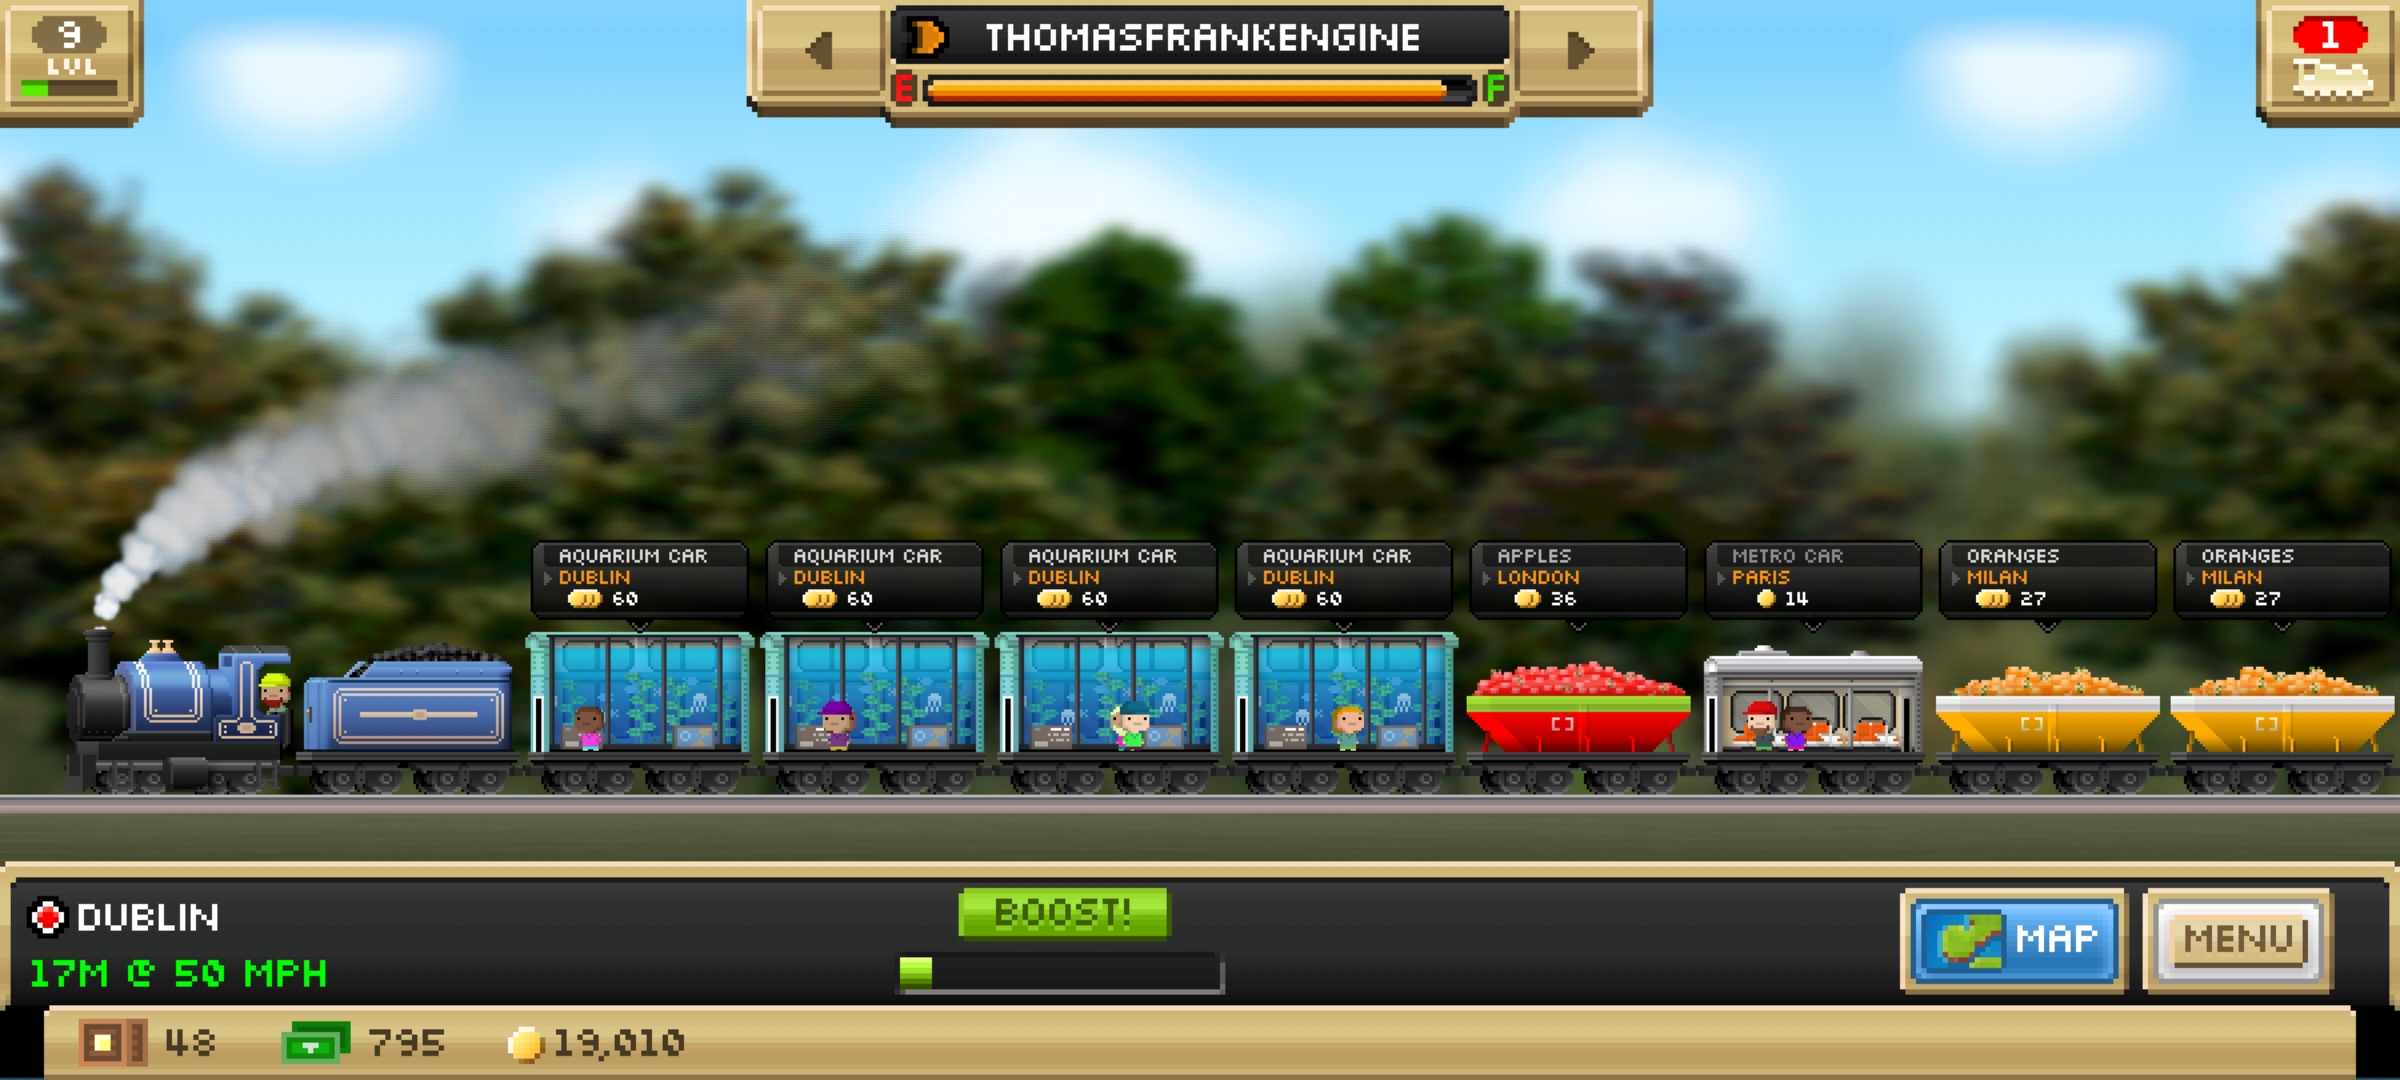 9
LVL
THOMASFRANKENGINE
E F
1
AQUARIUM CAR
DUBLIN
60
AQUARIUM CAR
DUBLIN
60
AQUARIUM CAR
DUBLIN
60
AQUARIUM CAR
DUBLIN
60
APPLES
LONDON
36
METRO CAR
PARIS
14
ORANGES
MILAN
27
ORANGES
MILAN
27
DUBLIN
17M @ 50 MPH
BOOST!
MAP
MENU
48
795
19,010